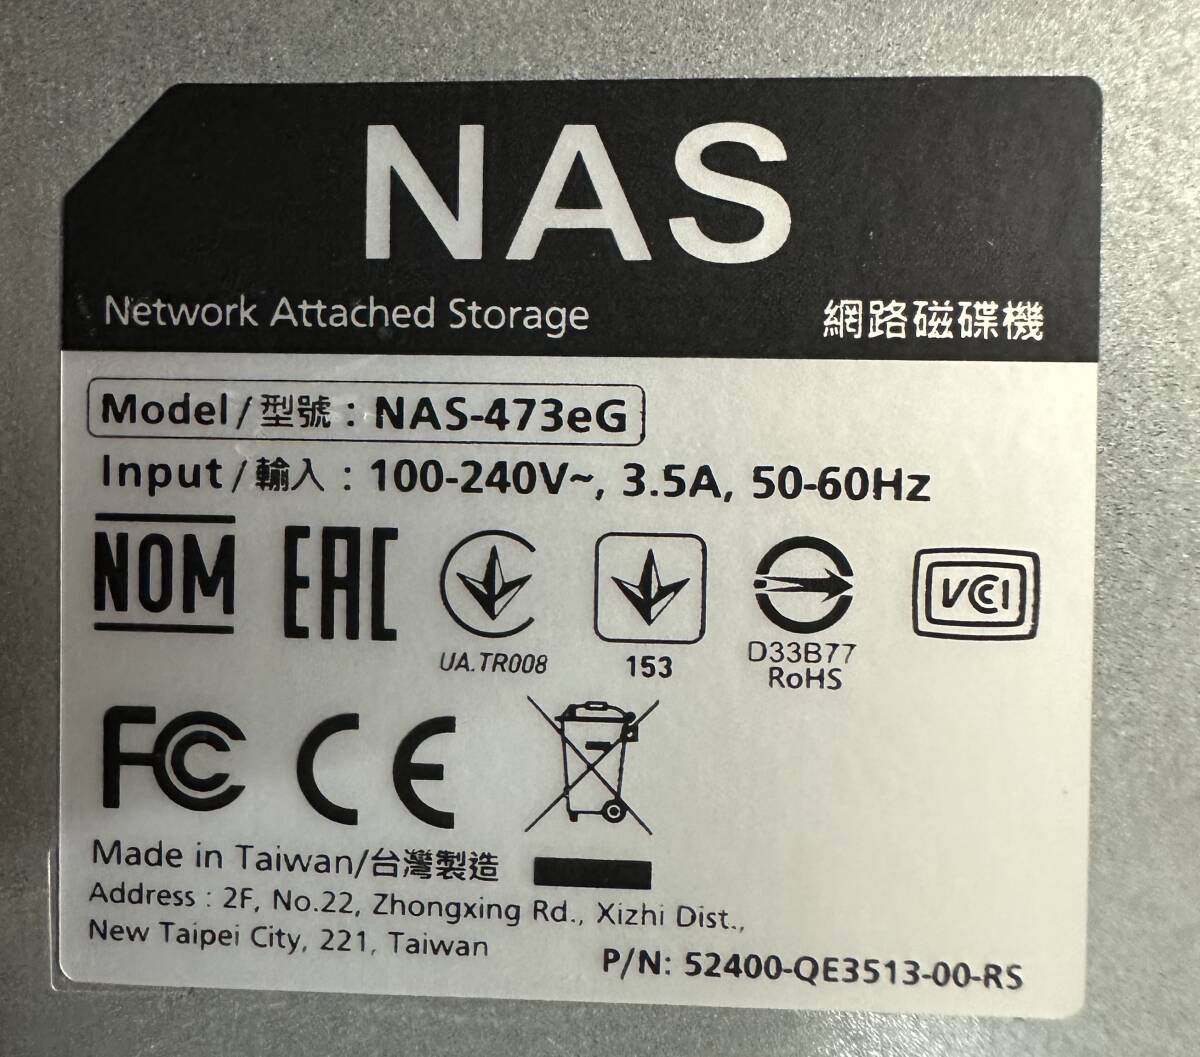 NAS
Network Attached Storage 網路磁碟機
Model/型號：NAS-473eG
Input/輸入：100-240V~, 3.5A, 50-60Hz
NOM EAC VCCI
UA.TR008 153 D33B77
RoHS
FC CE
Made in Taiwan/台灣製造
Address : 2F, No.22, Zhongxing Rd., Xizhi Dist.,
New Taipei City, 221, Taiwan
P/N: 52400-QE3513-00-RS